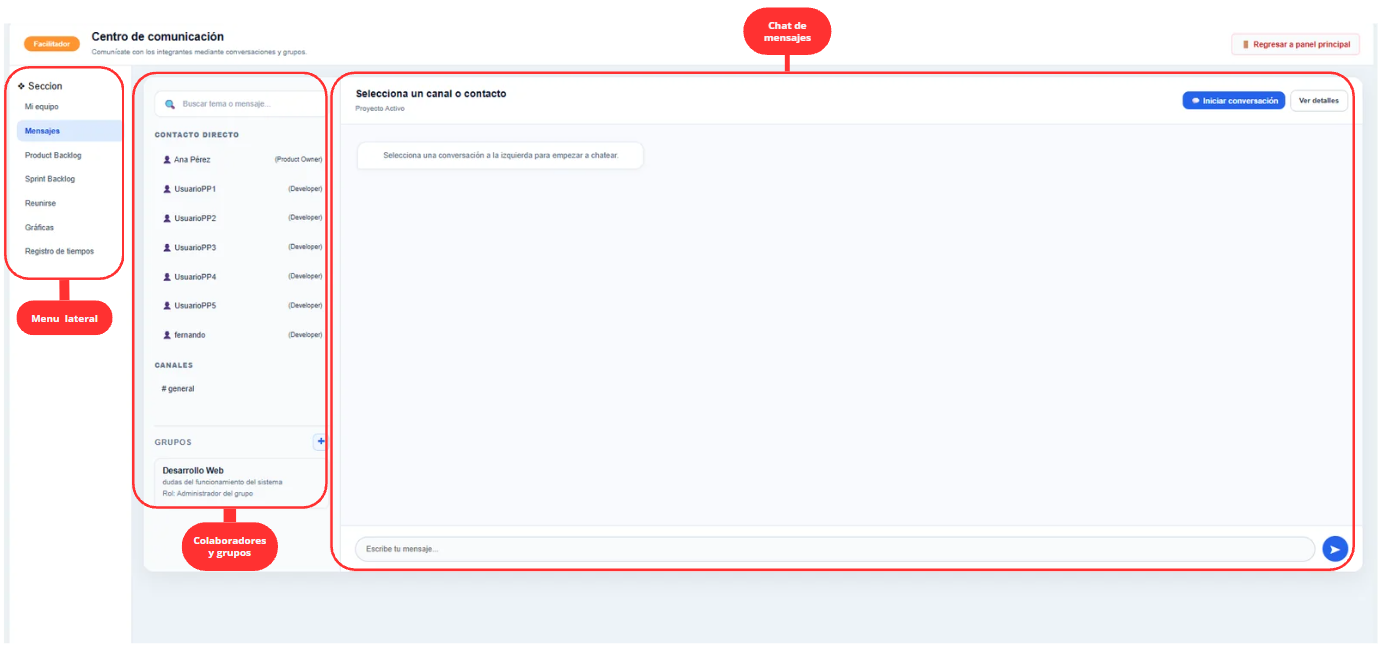 Chat de
mensajes
Facilitador
Centro de comunicación
Comunícate con los integrantes mediante conversaciones y grupos.
Regresar a panel principal
Seccion
Mi equipo
Mensajes
Product Backlog
Sprint Backlog
Reunirse
Gráficas
Registro de tiempos
Menu lateral
Buscar tema o mensaje...
CONTACTO DIRECTO
Ana Pérez (Product Owner)
UsuarioPP1 (Developer)
UsuarioPP2 (Developer)
UsuarioPP3 (Developer)
UsuarioPP4 (Developer)
UsuarioPP5 (Developer)
fernando (Developer)
CANALES
# general
GRUPOS +
Desarrollo Web
dudas del funcionamiento del sistema
Rol: Administrador del grupo
Colaboradores
y grupos
Selecciona un canal o contacto
Proyecto Activo
Iniciar conversación
Ver detalles
Selecciona una conversación a la izquierda para empezar a chatear.
Escribe tu mensaje...